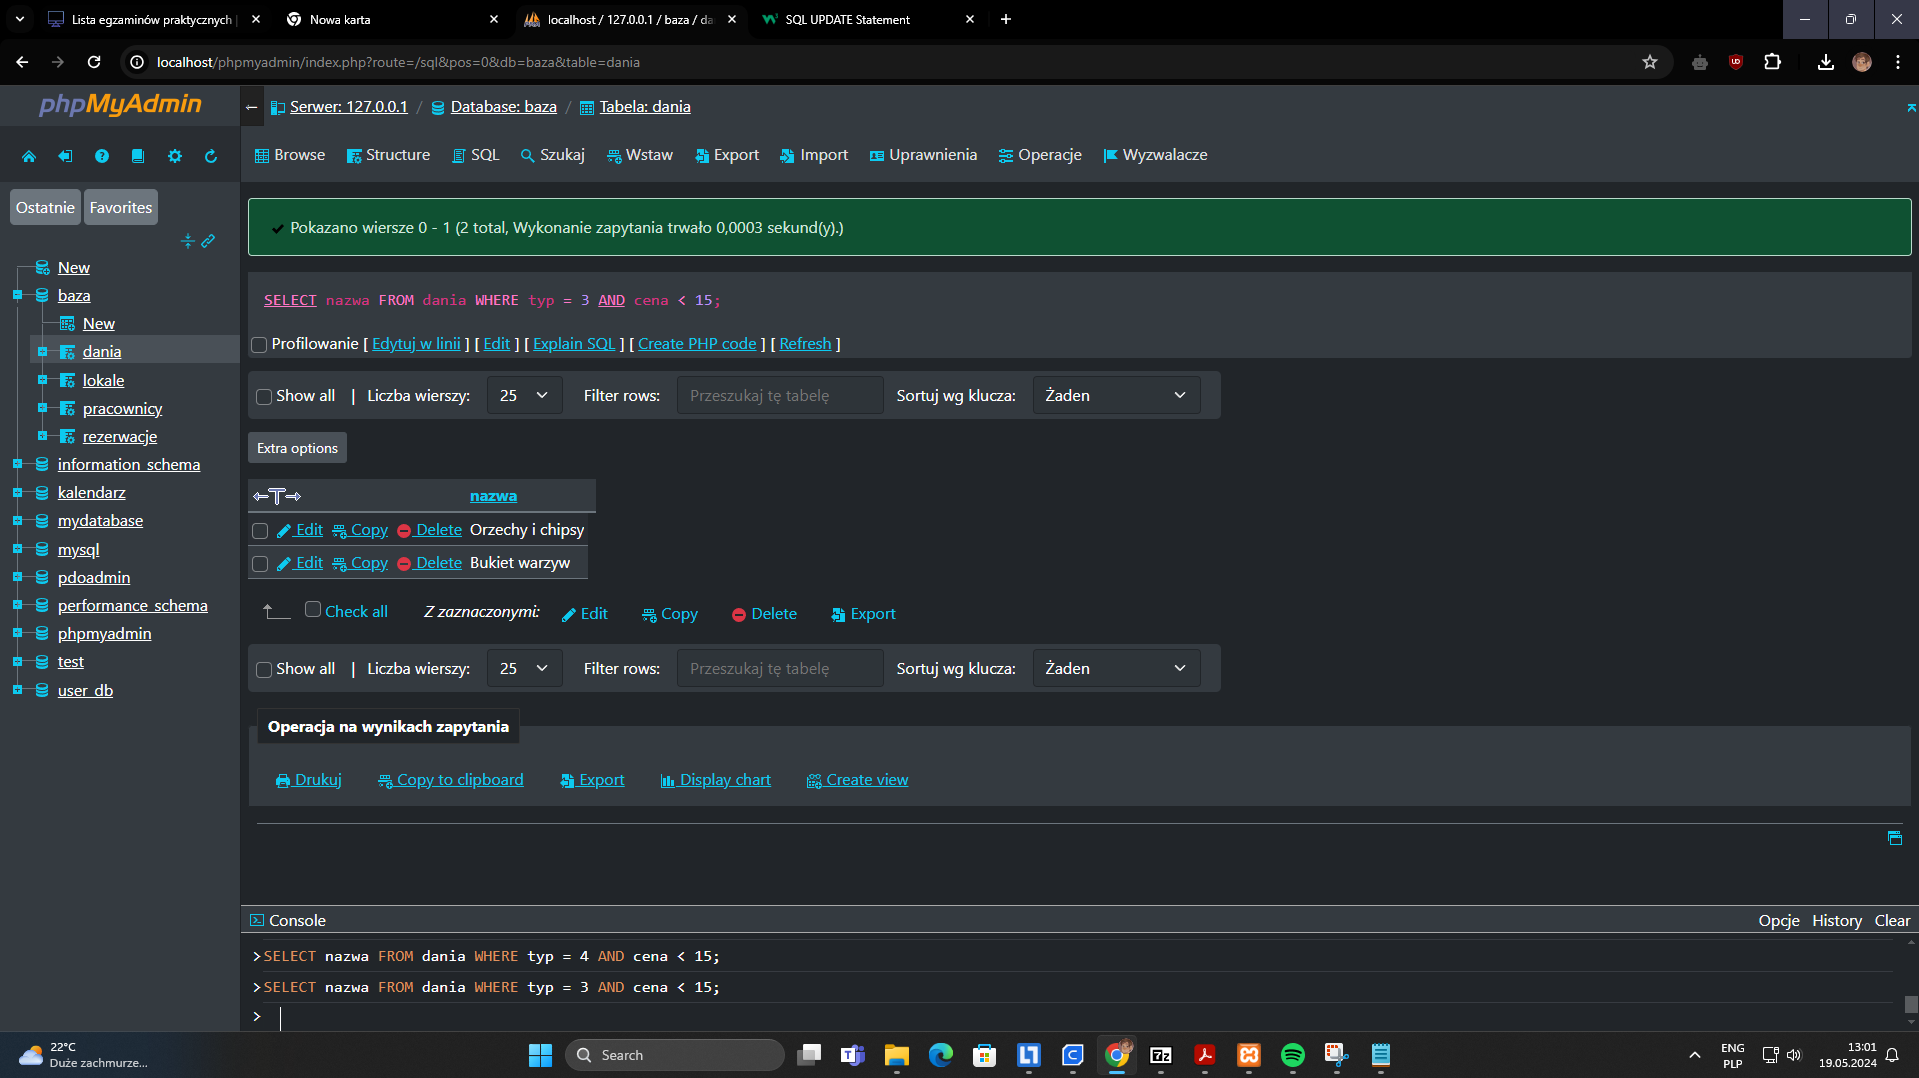 Lista egzaminów praktycznych
Nowa karta
localhost / 127.0.0.1 / baza / da
SQL UPDATE Statement
localhost/phpmyadmin/index.php?route=/sql&pos=0&db=baza&table=dania
phpMyAdmin
Serwer: 127.0.0.1 / Database: baza / Tabela: dania
Browse Structure SQL Szukaj Wstaw Export Import Uprawnienia Operacje Wyzwalacze
Ostatnie Favorites
New
baza
New
dania
lokale
pracownicy
rezerwacje
information_schema
kalendarz
mydatabase
mysql
pdoadmin
performance_schema
phpmyadmin
test
user_db
Pokazano wiersze 0 - 1 (2 total, Wykonanie zapytania trwało 0,0003 sekund(y).)
SELECT nazwa FROM dania WHERE typ = 3 AND cena < 15;
Profilowanie [ Edytuj w linii ] [ Edit ] [ Explain SQL ] [ Create PHP code ] [ Refresh ]
Show all | Liczba wierszy: 25 Filter rows: Przeszukaj tę tabelę Sortuj wg klucza: Żaden
Extra options
←T→ nazwa
Edit Copy Delete Orzechy i chipsy
Edit Copy Delete Bukiet warzyw
Check all Z zaznaczonymi: Edit Copy Delete Export
Show all | Liczba wierszy: 25 Filter rows: Przeszukaj tę tabelę Sortuj wg klucza: Żaden
Operacja na wynikach zapytania
Drukuj Copy to clipboard Export Display chart Create view
Console Opcje History Clear
>SELECT nazwa FROM dania WHERE typ = 4 AND cena < 15;
>SELECT nazwa FROM dania WHERE typ = 3 AND cena < 15;
>
22°C
Duże zachmurze...
Search
ENG
PLP
13:01
19.05.2024